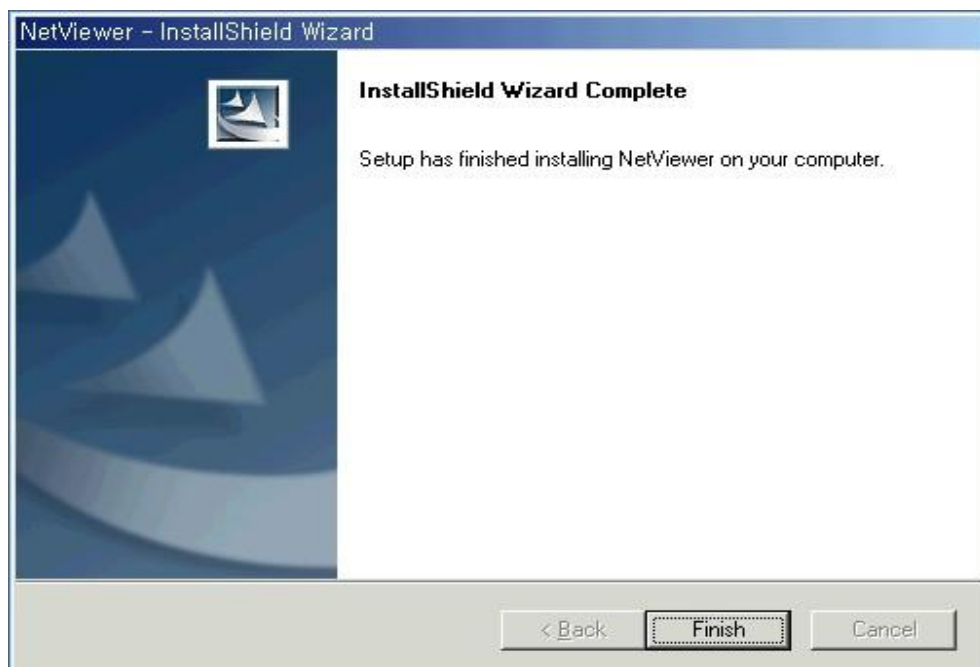 NetViewer - InstallShield Wizard
InstallShield Wizard Complete
Setup has finished installing NetViewer on your computer.
< Back
Finish
Cancel